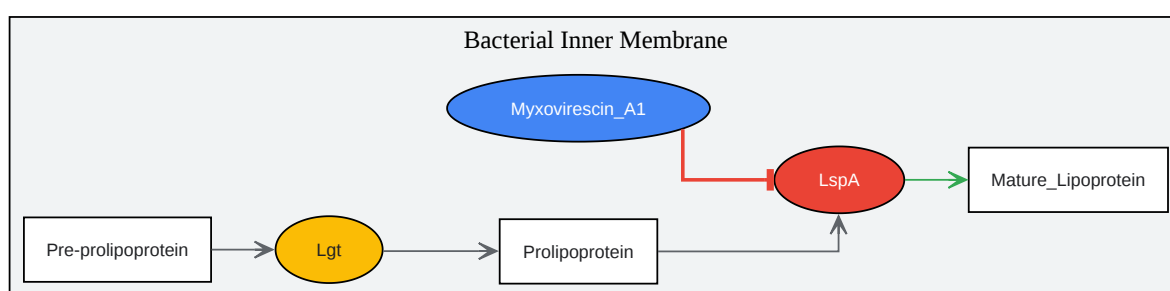 Bacterial Inner Membrane
Myxovirescin_A1
LspA
Mature_Lipoprotein
Pre-prolipoprotein
Lgt
Prolipoprotein